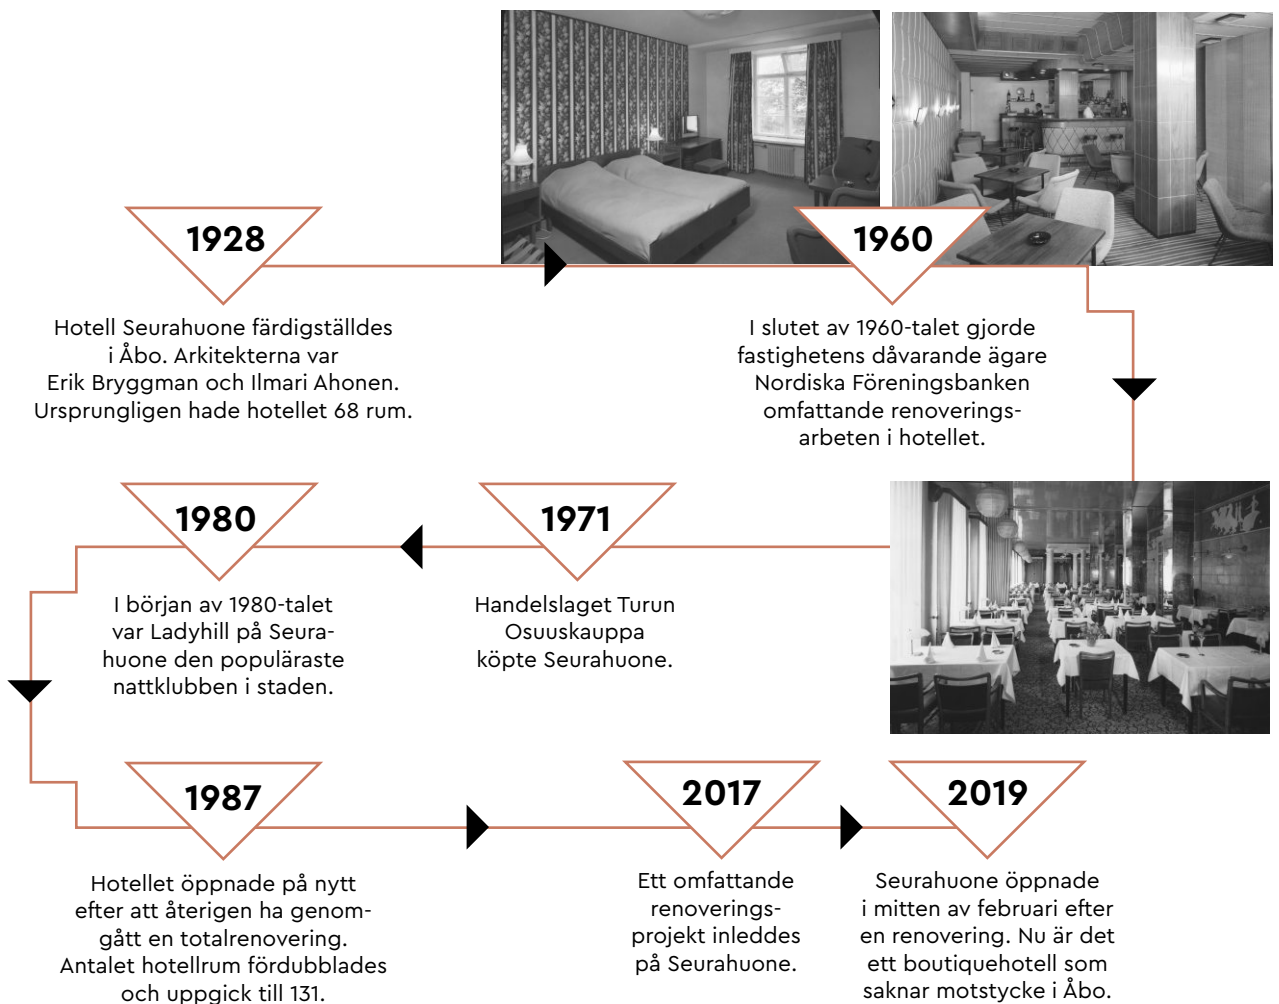 1928
Hotell Seurahuone färdigställdes
i Åbo. Arkitekterna var
Erik Bryggman och Ilmari Ahonen.
Ursprungligen hade hotellet 68 rum.
1960
I slutet av 1960-talet gjorde
fastighetens dåvarande ägare
Nordiska Föreningsbanken
omfattande renoverings-
arbeten i hotellet.
1971
Handelslaget Turun
Osuuskauppa
köpte Seurahuone.
1980
I början av 1980-talet
var Ladyhill på Seura-
huone den populäraste
nattklubben i staden.
1987
Hotellet öppnade på nytt
efter att återigen ha genom-
gått en totalrenovering.
Antalet hotellrum fördubblades
och uppgick till 131.
2017
Ett omfattande
renoverings-
projekt inleddes
på Seurahuone.
2019
Seurahuone öppnade
i mitten av februari efter
en renovering. Nu är det
ett boutiquehotell som
saknar motstycke i Åbo.